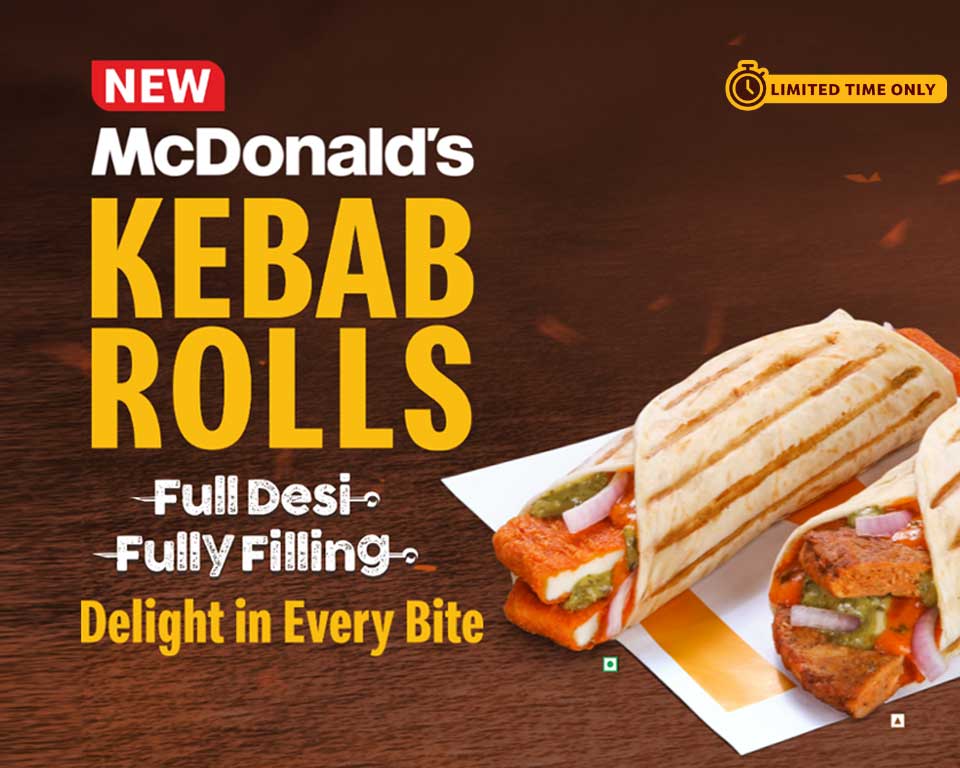 NEW
McDonald's
KEBAB
ROLLS
Full Desi
Fully Filling
Delight in Every Bite
LIMITED TIME ONLY